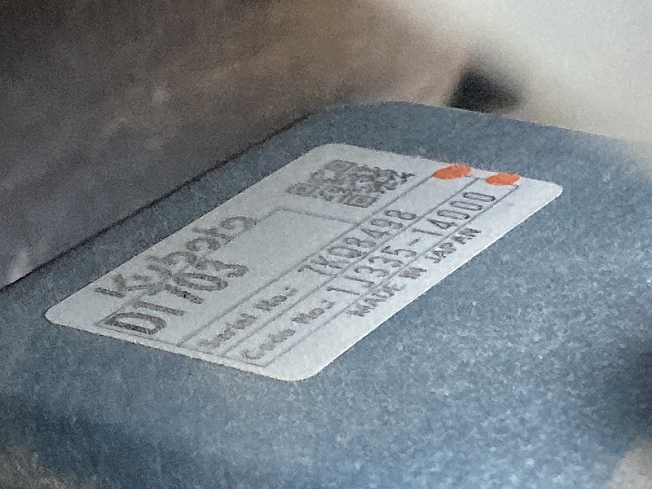 Kubota
D1703
Serial No.: 7KQ8498
Code No.: 1J335-14000
MADE IN JAPAN